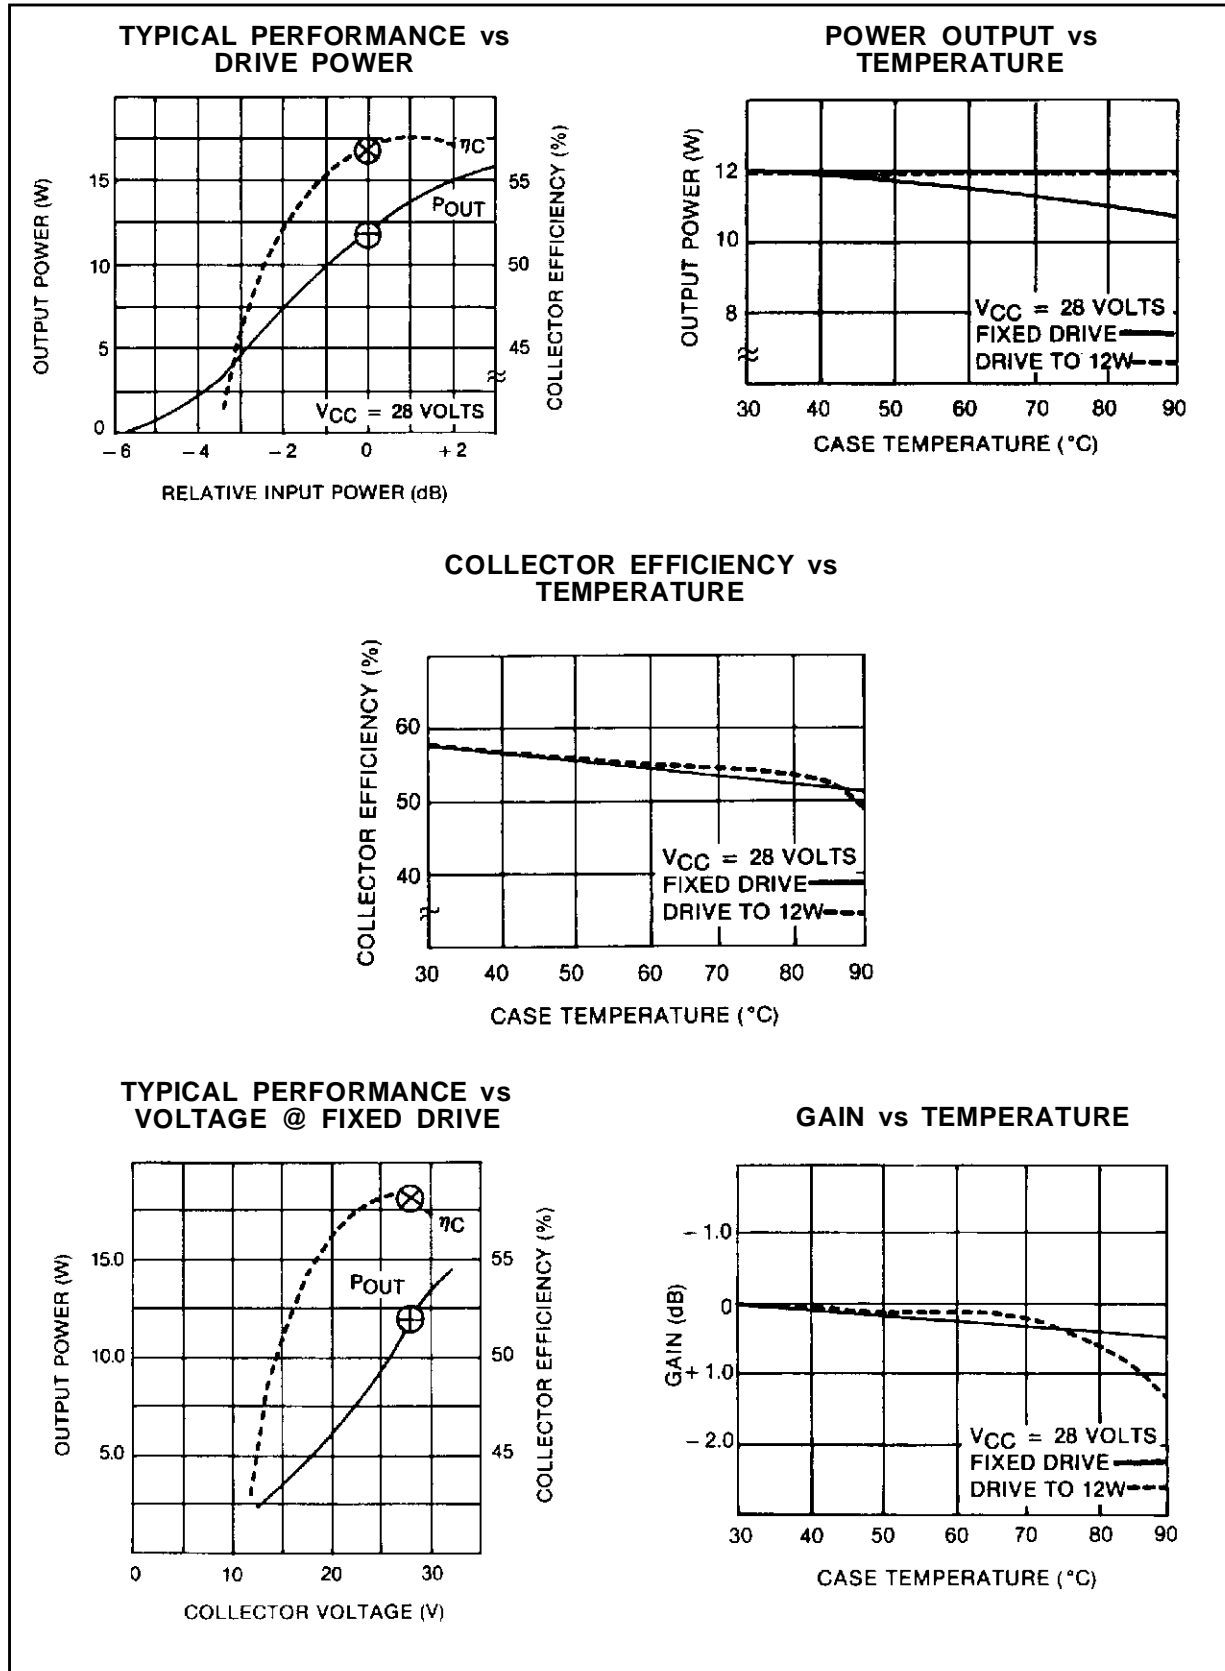 TYPICAL PERFORMANCE vs
DRIVE POWER
OUTPUT POWER (W)
15
10
5
0
COLLECTOR EFFICIENCY (%)
55
50
45
ηC
POUT
VCC = 28 VOLTS
−6 −4 −2 0 +2
RELATIVE INPUT POWER (dB)
POWER OUTPUT vs
TEMPERATURE
OUTPUT POWER (W)
12
10
8
VCC = 28 VOLTS
FIXED DRIVE
DRIVE TO 12W
30 40 50 60 70 80 90
CASE TEMPERATURE (°C)
COLLECTOR EFFICIENCY vs
TEMPERATURE
COLLECTOR EFFICIENCY (%)
60
50
40
VCC = 28 VOLTS
FIXED DRIVE
DRIVE TO 12W
30 40 50 60 70 80 90
CASE TEMPERATURE (°C)
TYPICAL PERFORMANCE vs
VOLTAGE @ FIXED DRIVE
OUTPUT POWER (W)
15.0
10.0
5.0
COLLECTOR EFFICIENCY (%)
55
50
45
ηC
POUT
0 10 20 30
COLLECTOR VOLTAGE (V)
GAIN vs TEMPERATURE
GAIN (dB)
−1.0
0
+1.0
−2.0
VCC = 28 VOLTS
FIXED DRIVE
DRIVE TO 12W
30 40 50 60 70 80 90
CASE TEMPERATURE (°C)